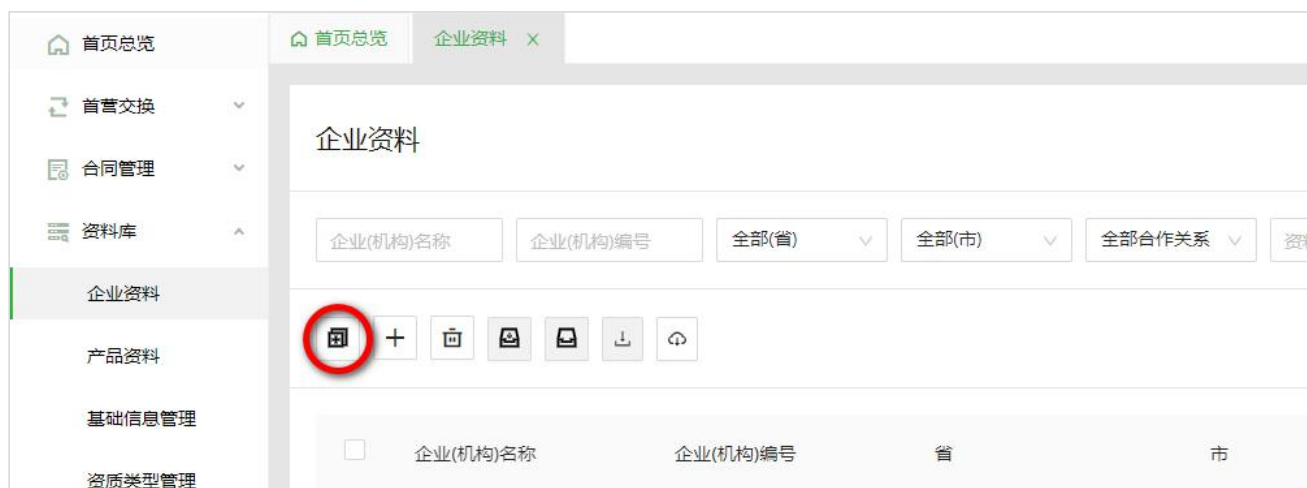 首页总览
首营交换
合同管理
资料库
企业资料
产品资料
基础信息管理
资质类型管理
首页总览 企业资料
企业资料
企业(机构)名称 企业(机构)编号 全部(省) 全部(市) 全部合作关系 资
企业(机构)名称 企业(机构)编号 省 市